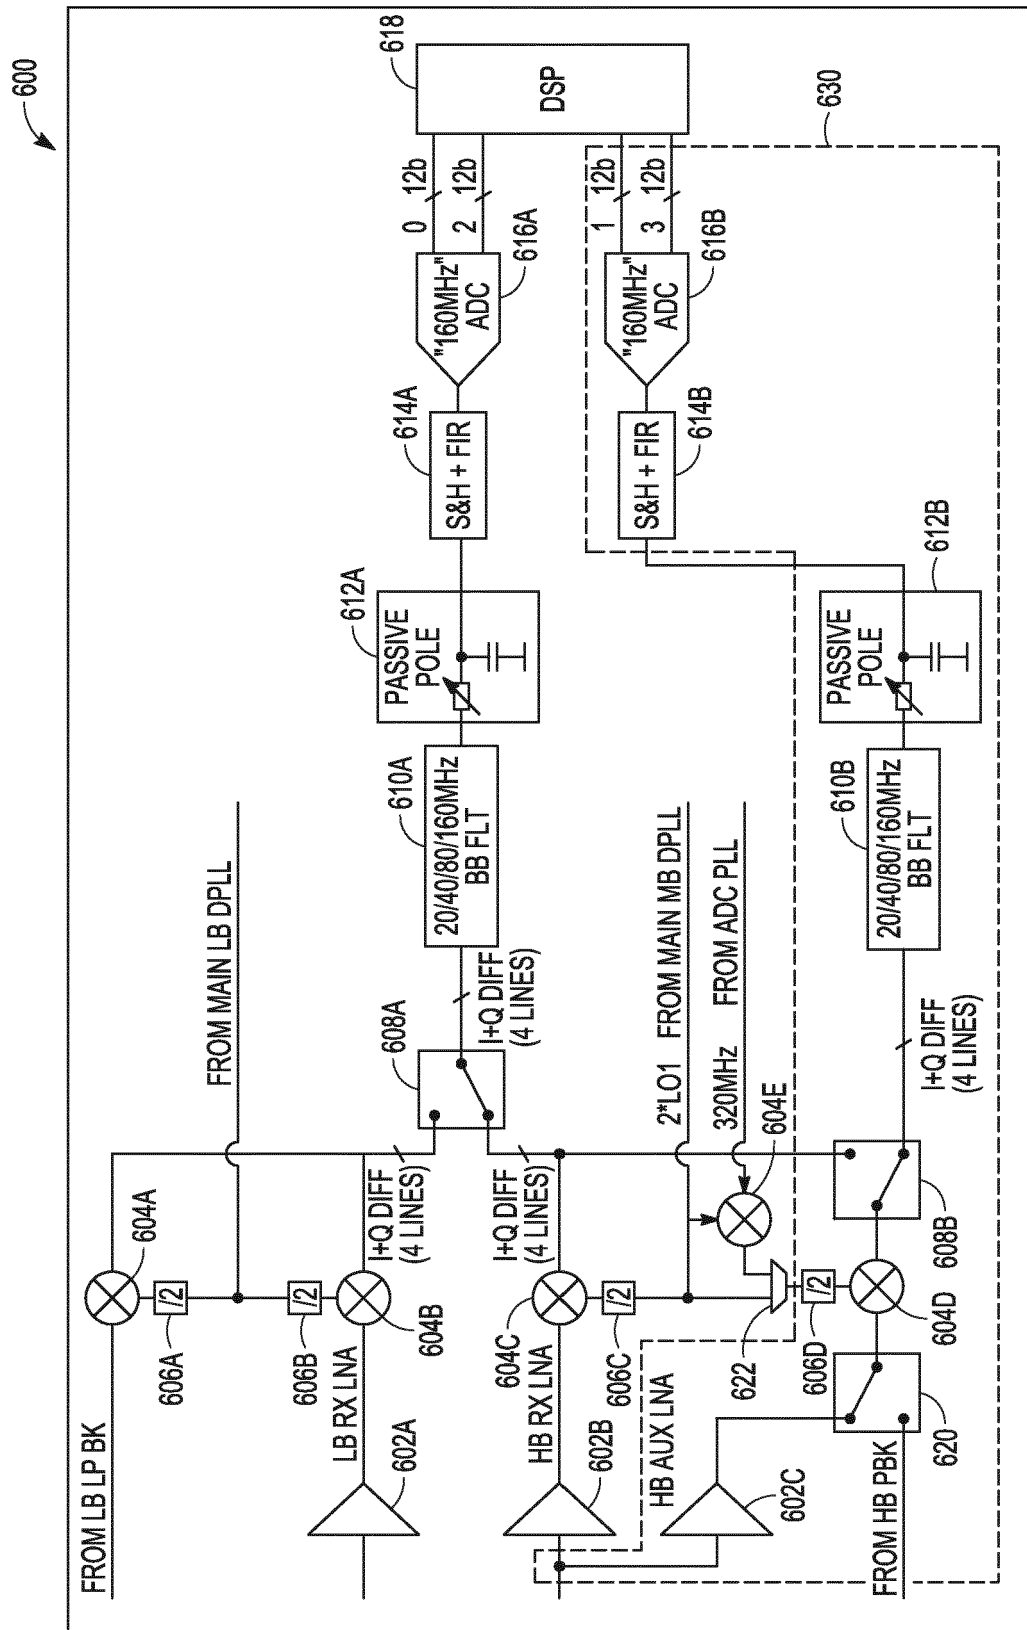 600
FROM LB LP BK
606A
/2
604A
FROM MAIN LB DPLL
606B
/2
LB RX LNA
602A
604B
I+Q DIFF
(4 LINES)
608A
I+Q DIFF
(4 LINES)
20/40/80/160MHz
BB FLT
610A
PASSIVE
POLE
612A
S&H + FIR
614A
"160MHz"
ADC
616A
0
12b
2
12b
DSP
618
HB RX LNA
602B
604C
/2
606C
I+Q DIFF
(4 LINES)
2*LO1
FROM MAIN MB DPLL
320MHz
FROM ADC PLL
604E
S&H + FIR
614B
"160MHz"
ADC
616B
1
12b
3
12b
630
HB AUX LNA
602C
622
/2
606D
FROM HB PBK
620
604D
608B
I+Q DIFF
(4 LINES)
20/40/80/160MHz
BB FLT
610B
PASSIVE
POLE
612B